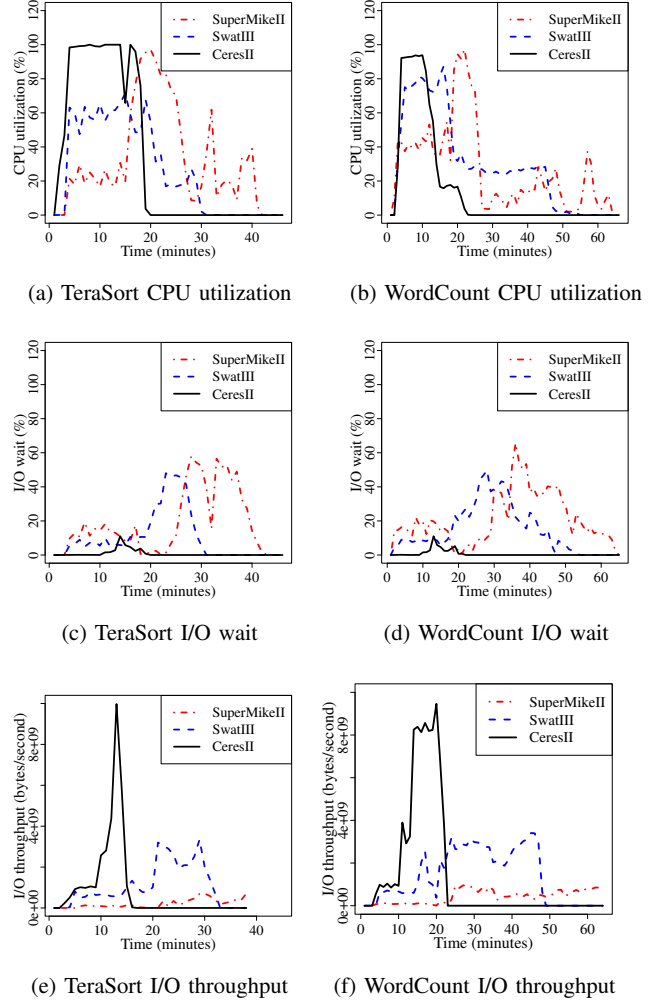 CPU utilization (%)
0 20 40 60 80 100 120
SuperMikeII
SwatIII
CeresII
0 10 20 30 40
Time (minutes)
(a) TeraSort CPU utilization
CPU utilization (%)
0 20 40 60 80 100 120
SuperMikeII
SwatIII
CeresII
0 10 20 30 40 50 60
Time (minutes)
(b) WordCount CPU utilization
I/O wait (%)
0 20 40 60 80 100 120
SuperMikeII
SwatIII
CeresII
0 10 20 30 40
Time (minutes)
(c) TeraSort I/O wait
I/O wait (%)
0 20 40 60 80 100 120
SuperMikeII
SwatIII
CeresII
0 10 20 30 40 50 60
Time (minutes)
(d) WordCount I/O wait
I/O throughput (bytes/second)
0e+00 4e+09 8e+09
SuperMikeII
SwatIII
CeresII
0 10 20 30 40
Time (minutes)
(e) TeraSort I/O throughput
I/O throughput (bytes/second)
0e+00 4e+09 8e+09
SuperMikeII
SwatIII
CeresII
0 10 20 30 40 50 60
Time (minutes)
(f) WordCount I/O throughput